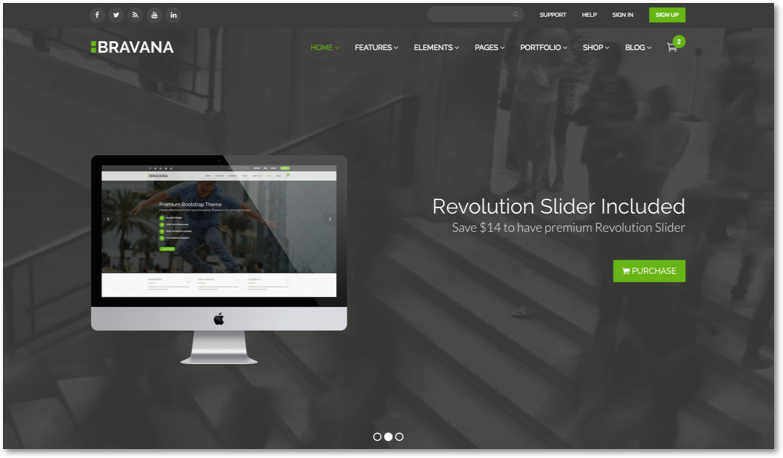 SUPPORT HELP SIGN IN SIGN UP
BRAVANA
HOME FEATURES ELEMENTS PAGES PORTFOLIO SHOP BLOG 2
BRAVANA
Premium Bootstrap Theme
Revolution Slider Included
Save $14 to have premium Revolution Slider
PURCHASE